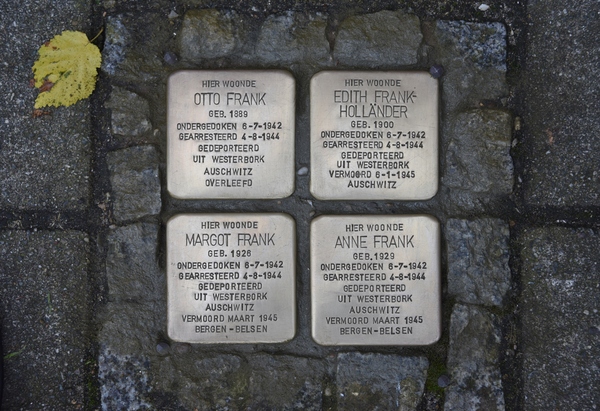 HIER WOONDE
OTTO FRANK
GEB. 1889
ONDERGEDOKEN 6-7-1942
GEARRESTEERD 4-8-1944
GEDEPORTEERD
UIT WESTERBORK
AUSCHWITZ
OVERLEEFD
HIER WOONDE
EDITH FRANK-
HOLLÄNDER
GEB. 1900
ONDERGEDOKEN 6-7-1942
GEARRESTEERD 4-8-1944
GEDEPORTEERD
UIT WESTERBORK
VERMOORD 6-1-1945
AUSCHWITZ
HIER WOONDE
MARGOT FRANK
GEB. 1926
ONDERGEDOKEN 6-7-1942
GEARRESTEERD 4-8-1944
GEDEPORTEERD
UIT WESTERBORK
AUSCHWITZ
VERMOORD MAART 1945
BERGEN-BELSEN
HIER WOONDE
ANNE FRANK
GEB. 1929
ONDERGEDOKEN 6-7-1942
GEARRESTEERD 4-8-1944
GEDEPORTEERD
UIT WESTERBORK
AUSCHWITZ
VERMOORD MAART 1945
BERGEN-BELSEN